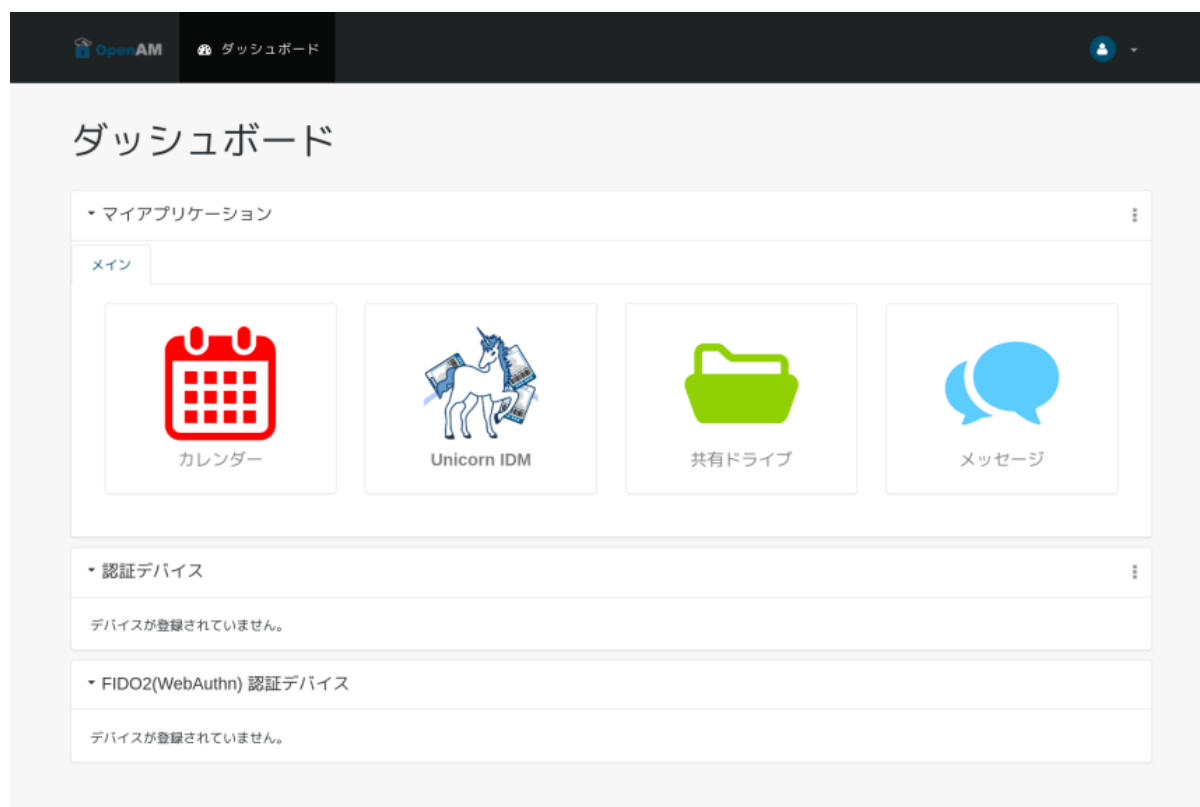 OpenAM ダッシュボード
ダッシュボード
マイアプリケーション
メイン
カレンダー
Unicorn IDM
共有ドライブ
メッセージ
認証デバイス
デバイスが登録されていません。
FIDO2(WebAuthn) 認証デバイス
デバイスが登録されていません。